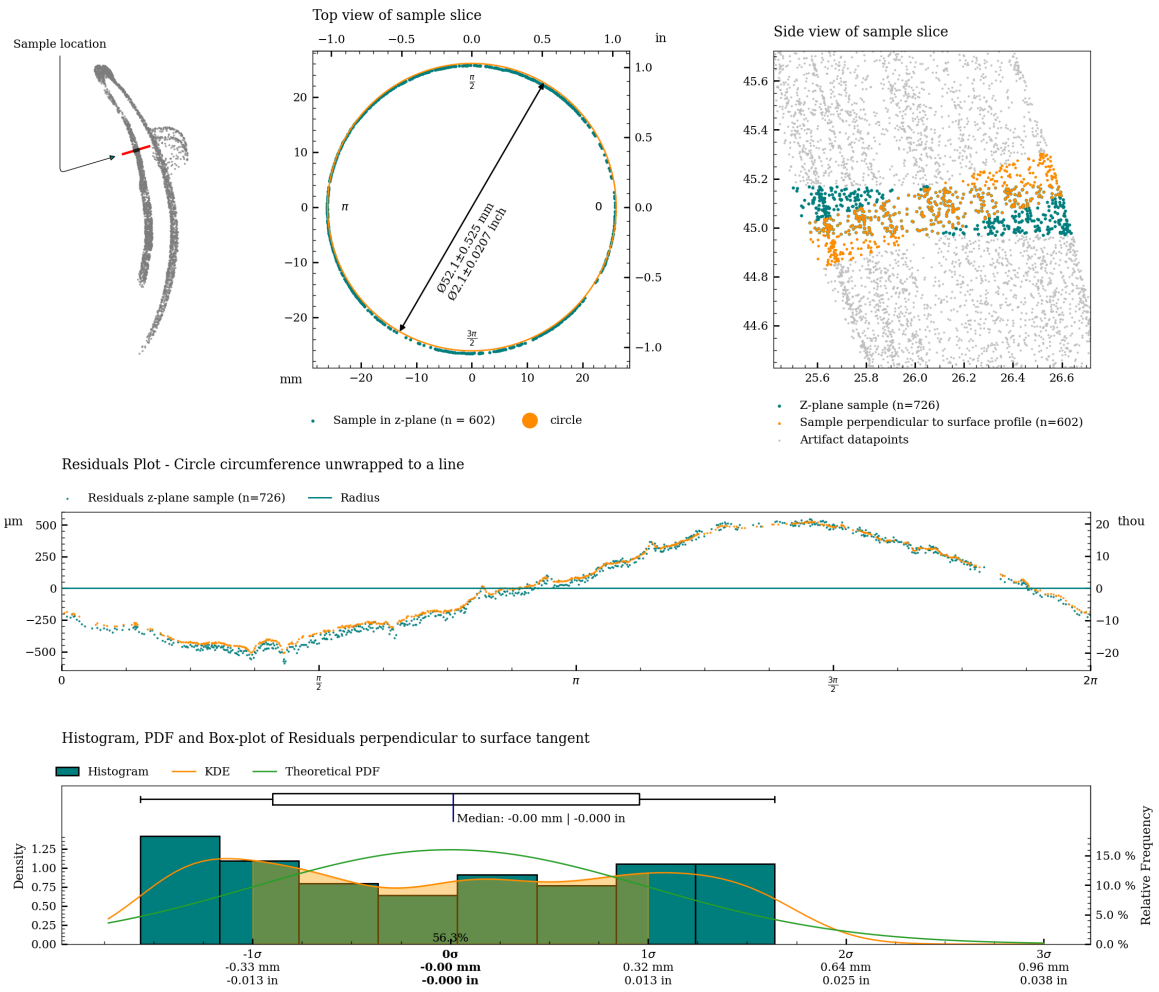 Sample location
Top view of sample slice
−1.0 −0.5 0.0 0.5 1.0 in
20
10
0
−10
−20
mm
−20 −10 0 10 20
1.0
0.5
0.0
−0.5
−1.0
π/2
π
0
3π/2
Ø52.1±0.525 mm
Ø2.1±0.0207 inch
Sample in z-plane (n = 602) circle
Side view of sample slice
45.6
45.4
45.2
45.0
44.8
44.6
25.6 25.8 26.0 26.2 26.4 26.6
Z-plane sample (n=726)
Sample perpendicular to surface profile (n=602)
Artifact datapoints
Residuals Plot - Circle circumference unwrapped to a line
Residuals z-plane sample (n=726) Radius
µm
500
250
0
−250
−500
thou
20
10
0
−10
−20
0 π/2 π 3π/2 2π
Histogram, PDF and Box-plot of Residuals perpendicular to surface tangent
Histogram KDE Theoretical PDF
Median: -0.00 mm | -0.000 in
Density
1.25
1.00
0.75
0.50
0.25
0.00
Relative Frequency
15.0 %
10.0 %
5.0 %
0.0 %
56.3%
-1σ 0σ 1σ 2σ 3σ
-0.33 mm -0.00 mm 0.32 mm 0.64 mm 0.96 mm
-0.013 in -0.000 in 0.013 in 0.025 in 0.038 in